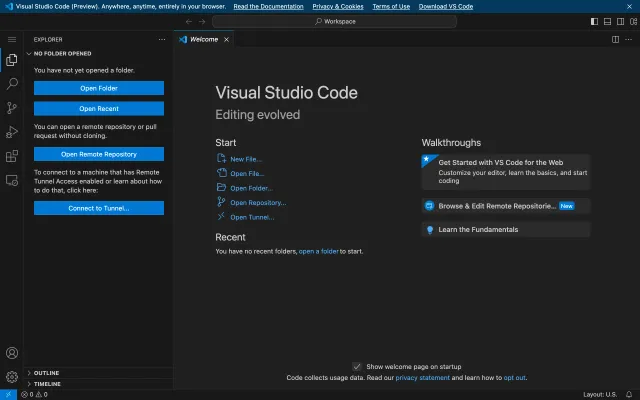 Visual Studio Code (Preview). Anywhere, anytime, entirely in your browser. Read the Documentation Privacy & Cookies Terms of Use Download VS Code
Workspace
EXPLORER
Welcome
NO FOLDER OPENED
You have not yet opened a folder.
Open Folder
Open Recent
You can open a remote repository or pull
request without cloning.
Open Remote Repository
To connect to a machine that has Remote
Tunnel Access enabled or learn about how
to do that, click here:
Connect to Tunnel...
OUTLINE
TIMELINE
Visual Studio Code
Editing evolved
Start
New File...
Open File...
Open Folder...
Open Repository...
Open Tunnel...
Recent
You have no recent folders, open a folder to start.
Walkthroughs
Get Started with VS Code for the Web
Customize your editor, learn the basics, and start
coding
Browse & Edit Remote Repositorie... New
Learn the Fundamentals
Show welcome page on startup
Code collects usage data. Read our privacy statement and learn how to opt out.
0 0
Layout: U.S.